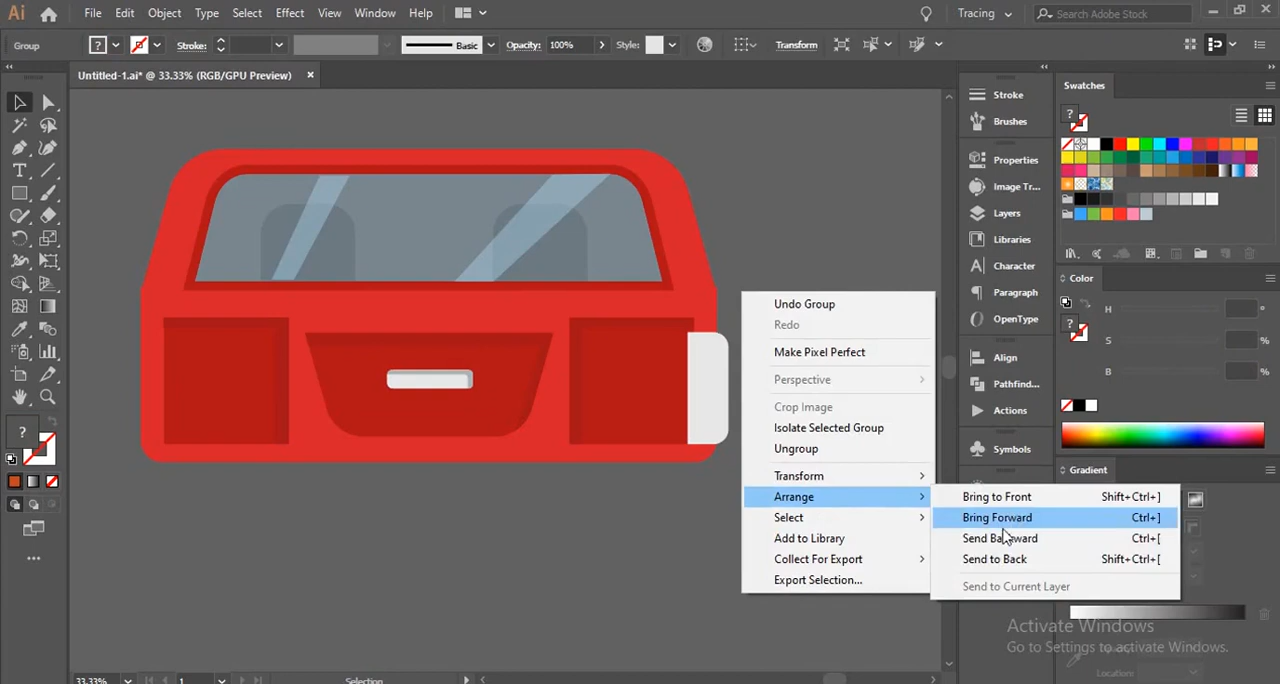 Ai File Edit Object Type Select Effect View Window Help Tracing Search Adobe Stock
Group ? Stroke: Basic Opacity: 100% Style: Transform
Untitled-1.ai* @ 33.33% (RGB/GPU Preview) ×
Stroke
Brushes
Properties
Image Tr...
Layers
Libraries
Character
Paragraph
OpenType
Align
Pathfind...
Actions
Symbols
Swatches
?
Color
?
H °
S %
B %
Gradient
Undo Group
Redo
Make Pixel Perfect
Perspective
Crop Image
Isolate Selected Group
Ungroup
Transform
Arrange
Select
Add to Library
Collect For Export
Export Selection...
Bring to Front Shift+Ctrl+]
Bring Forward Ctrl+]
Send Backward Ctrl+[
Send to Back Shift+Ctrl+[
Send to Current Layer
?
Activate Windows
Go to Settings to activate Windows.
Location:
33.33% 1 Selection